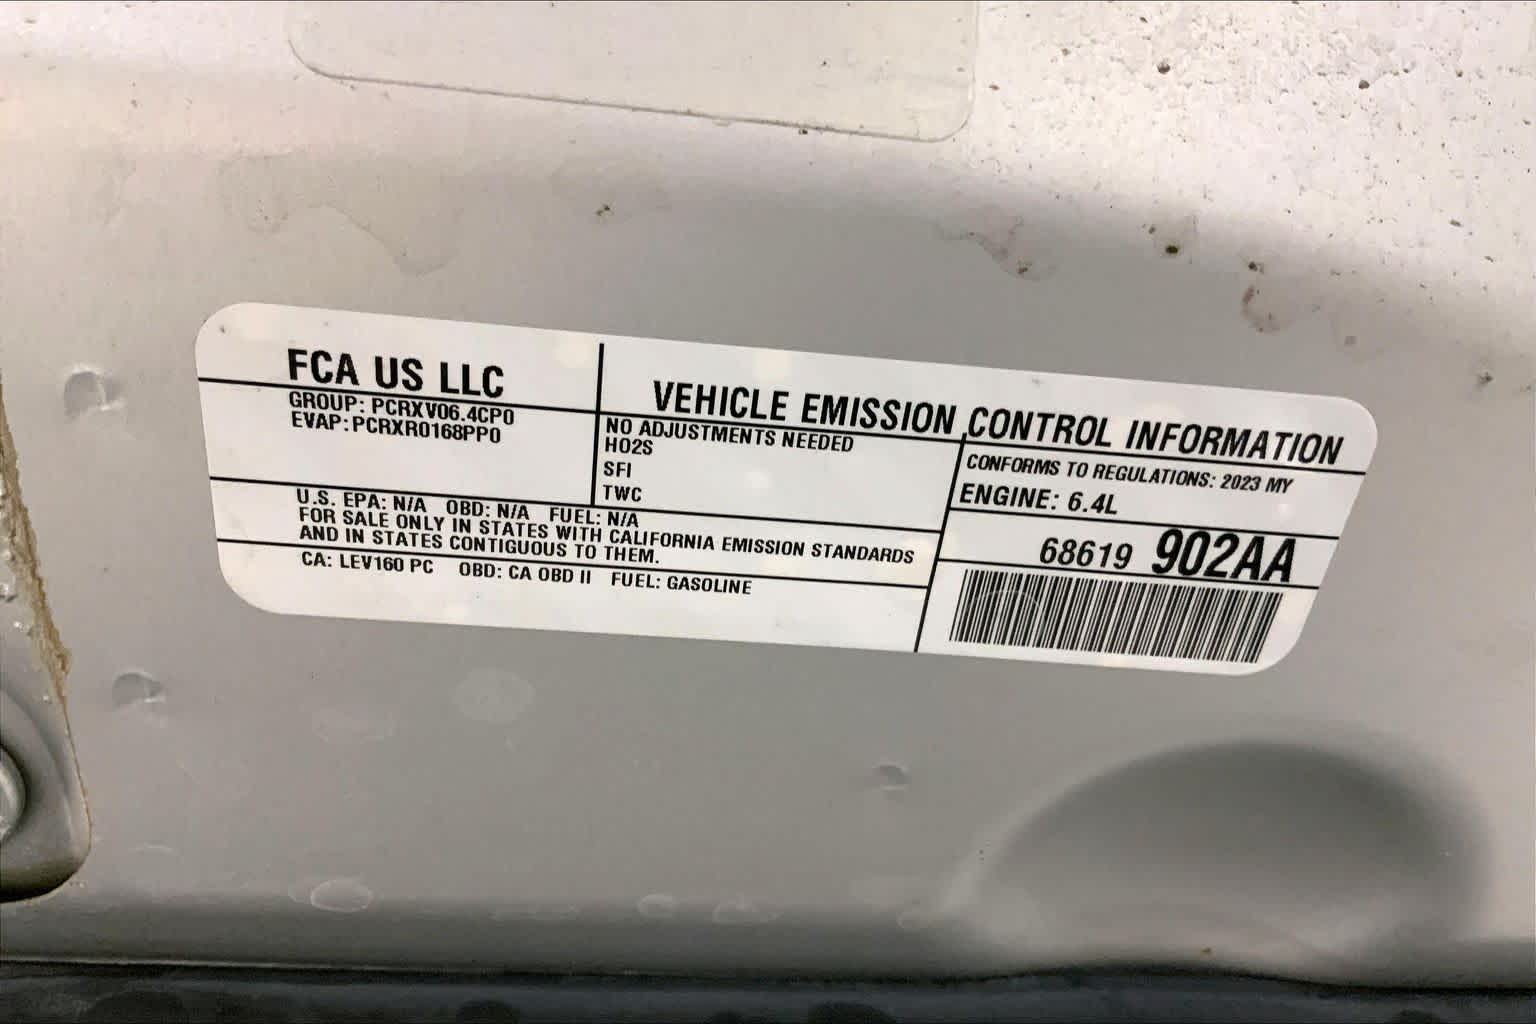 FCA US LLC
GROUP: PCRXV06.4CP0
EVAP: PCRXR0168PP0
VEHICLE EMISSION CONTROL INFORMATION
NO ADJUSTMENTS NEEDED
HO2S
SFI
TWC
CONFORMS TO REGULATIONS: 2023 MY
ENGINE: 6.4L
U.S. EPA: N/A OBD: N/A FUEL: N/A
FOR SALE ONLY IN STATES WITH CALIFORNIA EMISSION STANDARDS
AND IN STATES CONTIGUOUS TO THEM.
CA: LEV160 PC OBD: CA OBD II FUEL: GASOLINE
68619 902AA